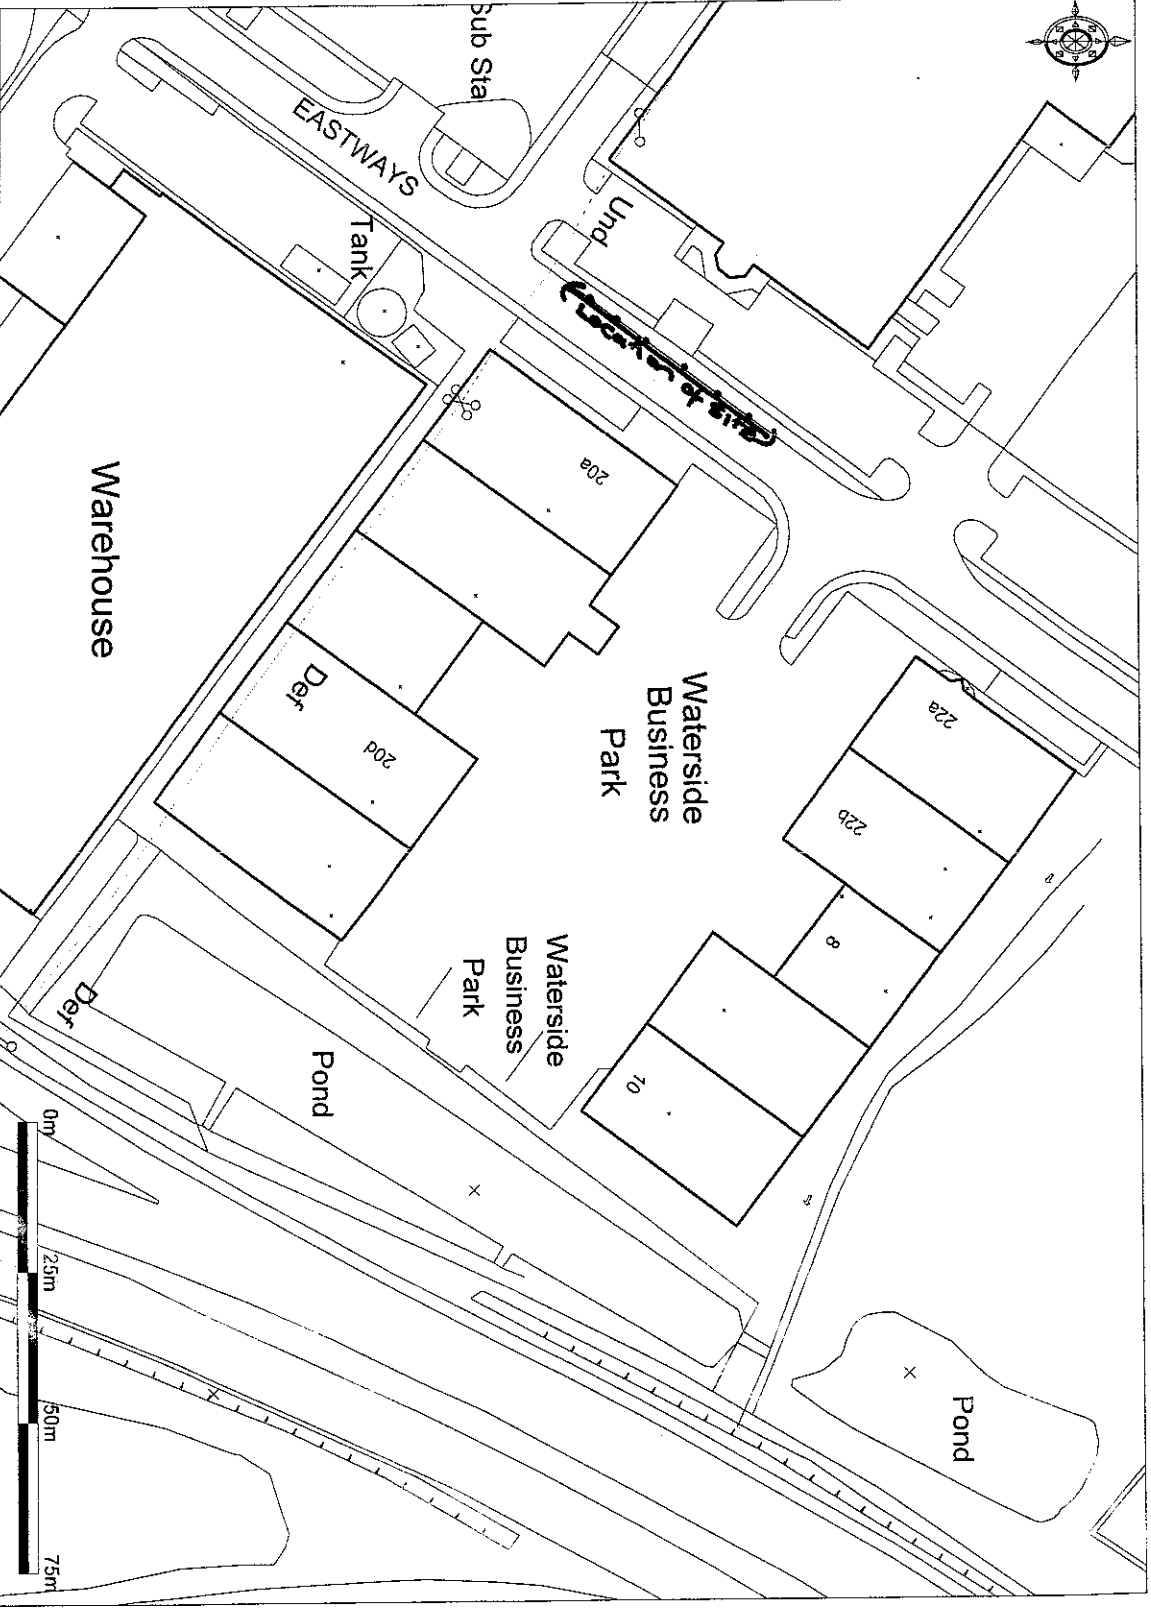 Sub Sta
EASTWAYS
Und
Tank
Location of Site
20a
Warehouse
Def
20d
Waterside
Business
Park
22a
22b
8
10
Waterside
Business
Park
Def
Pond
Pond
0m
25m
50m
75m